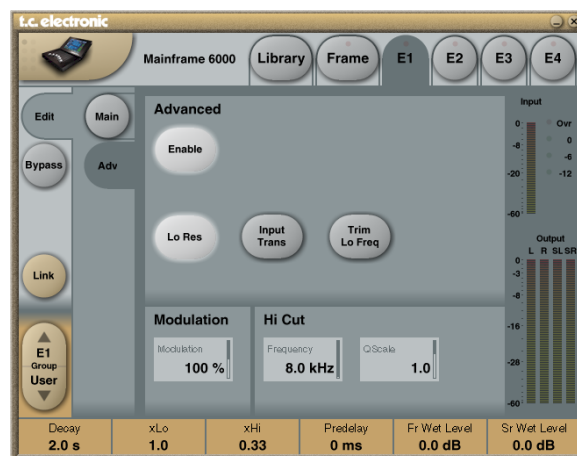 t.c. electronic
Mainframe 6000
Library
Frame
E1
E2
E3
E4
Edit
Main
Bypass
Adv
Link
E1
Group
User
Advanced
Enable
Lo Res
Input
Trans
Trim
Lo Freq
Modulation
Modulation
100 %
Hi Cut
Frequency
8.0 kHz
QScale
1.0
Input
0
-8
-20
-60
Ovr
0
-6
-12
Output
L R SL SR
0
-3
-8
-16
-28
-60
Decay
2.0 s
xLo
1.0
xHi
0.33
Predelay
0 ms
Fr Wet Level
0.0 dB
Sr Wet Level
0.0 dB